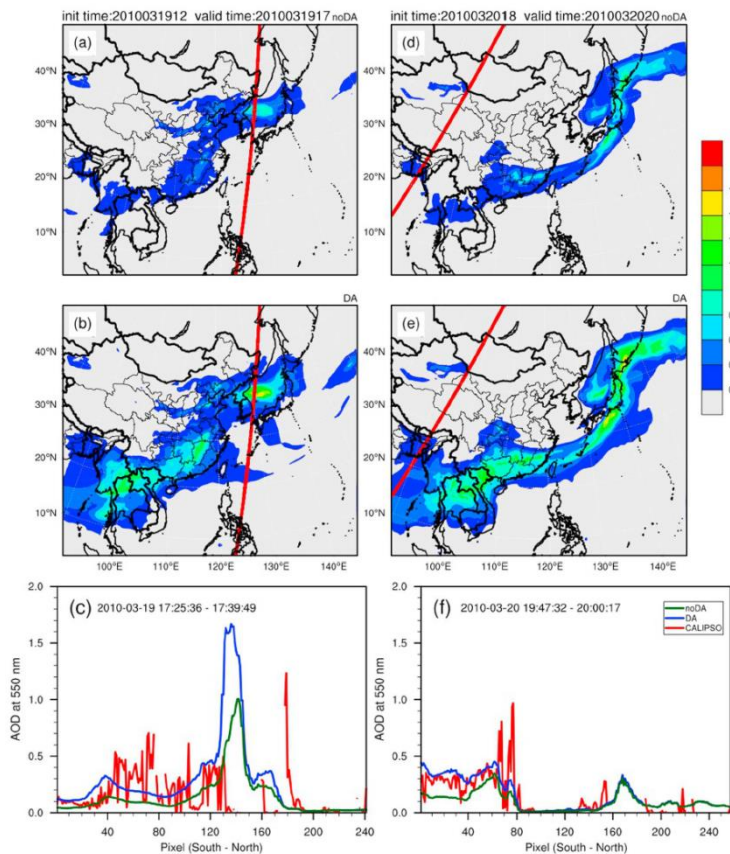 init time:2010031912 valid time:2010031917 noDA
init time:2010032018 valid time:2010032020 noDA
(a)
(d)
40°N
30°N
20°N
10°N
40°N
30°N
20°N
10°N
DA
DA
(b)
(e)
40°N
30°N
20°N
10°N
40°N
30°N
20°N
10°N
100°E 110°E 120°E 130°E 140°E
100°E 110°E 120°E 130°E 140°E
(c) 2010-03-19 17:25:36 - 17:39:49
(f) 2010-03-20 19:47:32 - 20:00:17
noDA
DA
CALIPSO
AOD at 550 nm
2.0
1.5
1.0
0.5
0.0
40 80 120 160 200 240
Pixel (South - North)
AOD at 550 nm
2.0
1.5
1.0
0.5
0.0
40 80 120 160 200 240
Pixel (South - North)